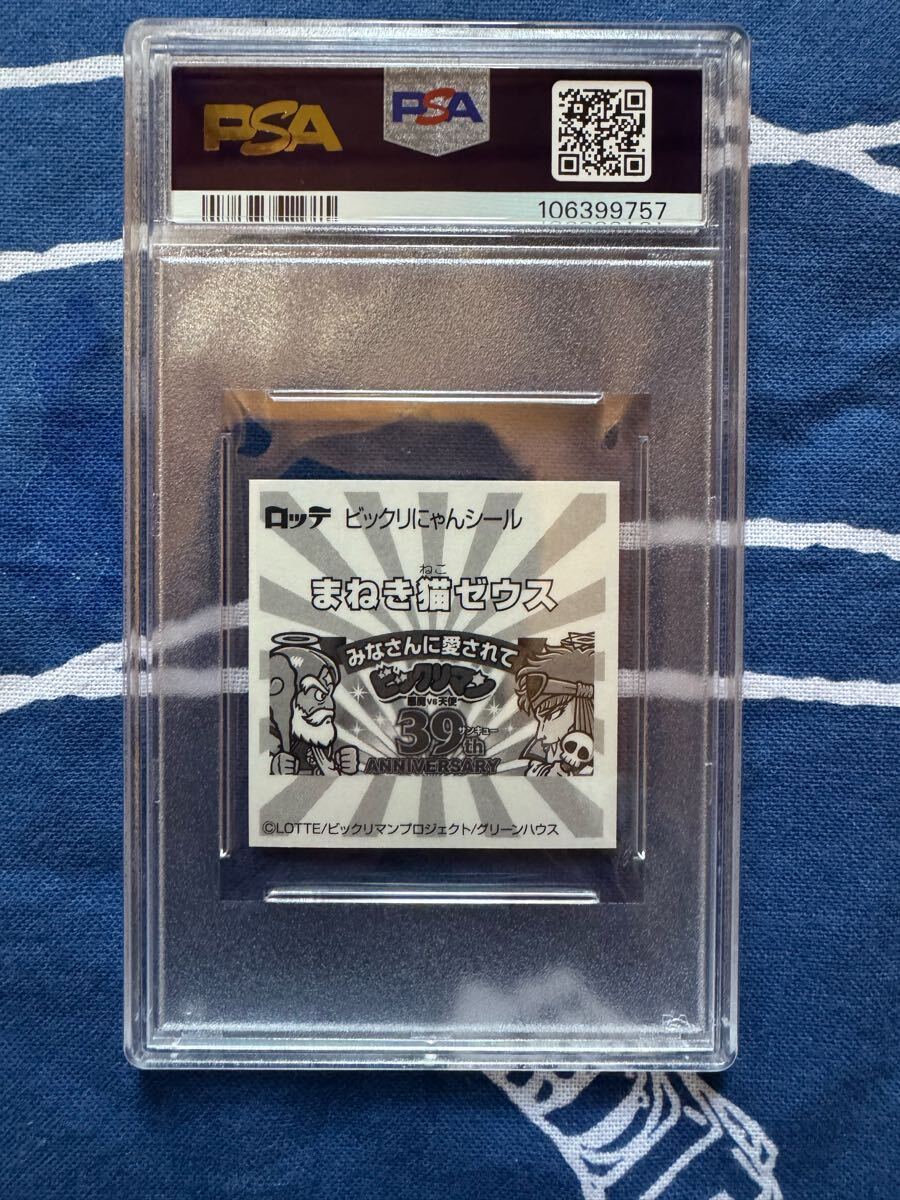 PSA PSA
106399757
ロッテ ビックリにゃんシール
ねこ
まねき猫ゼウス
みなさんに愛されて
ビックリマン
悪魔VS天使
サンキュー
39th
ANNIVERSARY
©LOTTE/ビックリマンプロジェクト/グリーンハウス